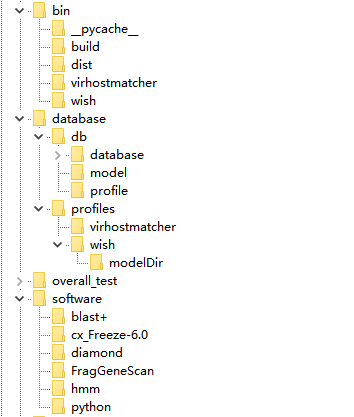 bin
__pycache__
build
dist
virhostmatcher
wish
database
db
database
model
profile
profiles
virhostmatcher
wish
modelDir
overall_test
software
blast+
cx_Freeze-6.0
diamond
FragGeneScan
hmm
python